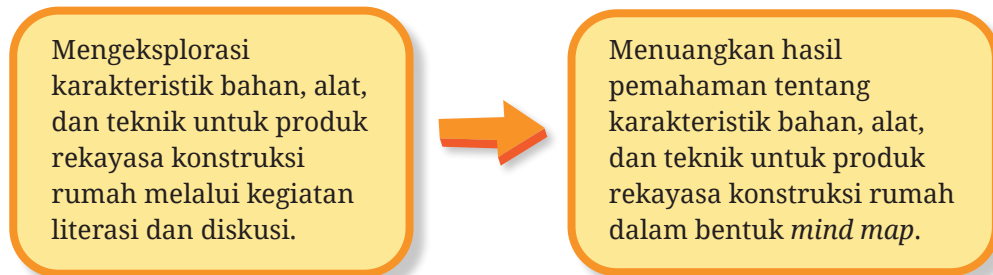 Mengeksplorasi
karakteristik bahan, alat,
dan teknik untuk produk
rekayasa konstruksi
rumah melalui kegiatan
literasi dan diskusi.
Menuangkan hasil
pemahaman tentang
karakteristik bahan, alat,
dan teknik untuk produk
rekayasa konstruksi rumah
dalam bentuk mind map.